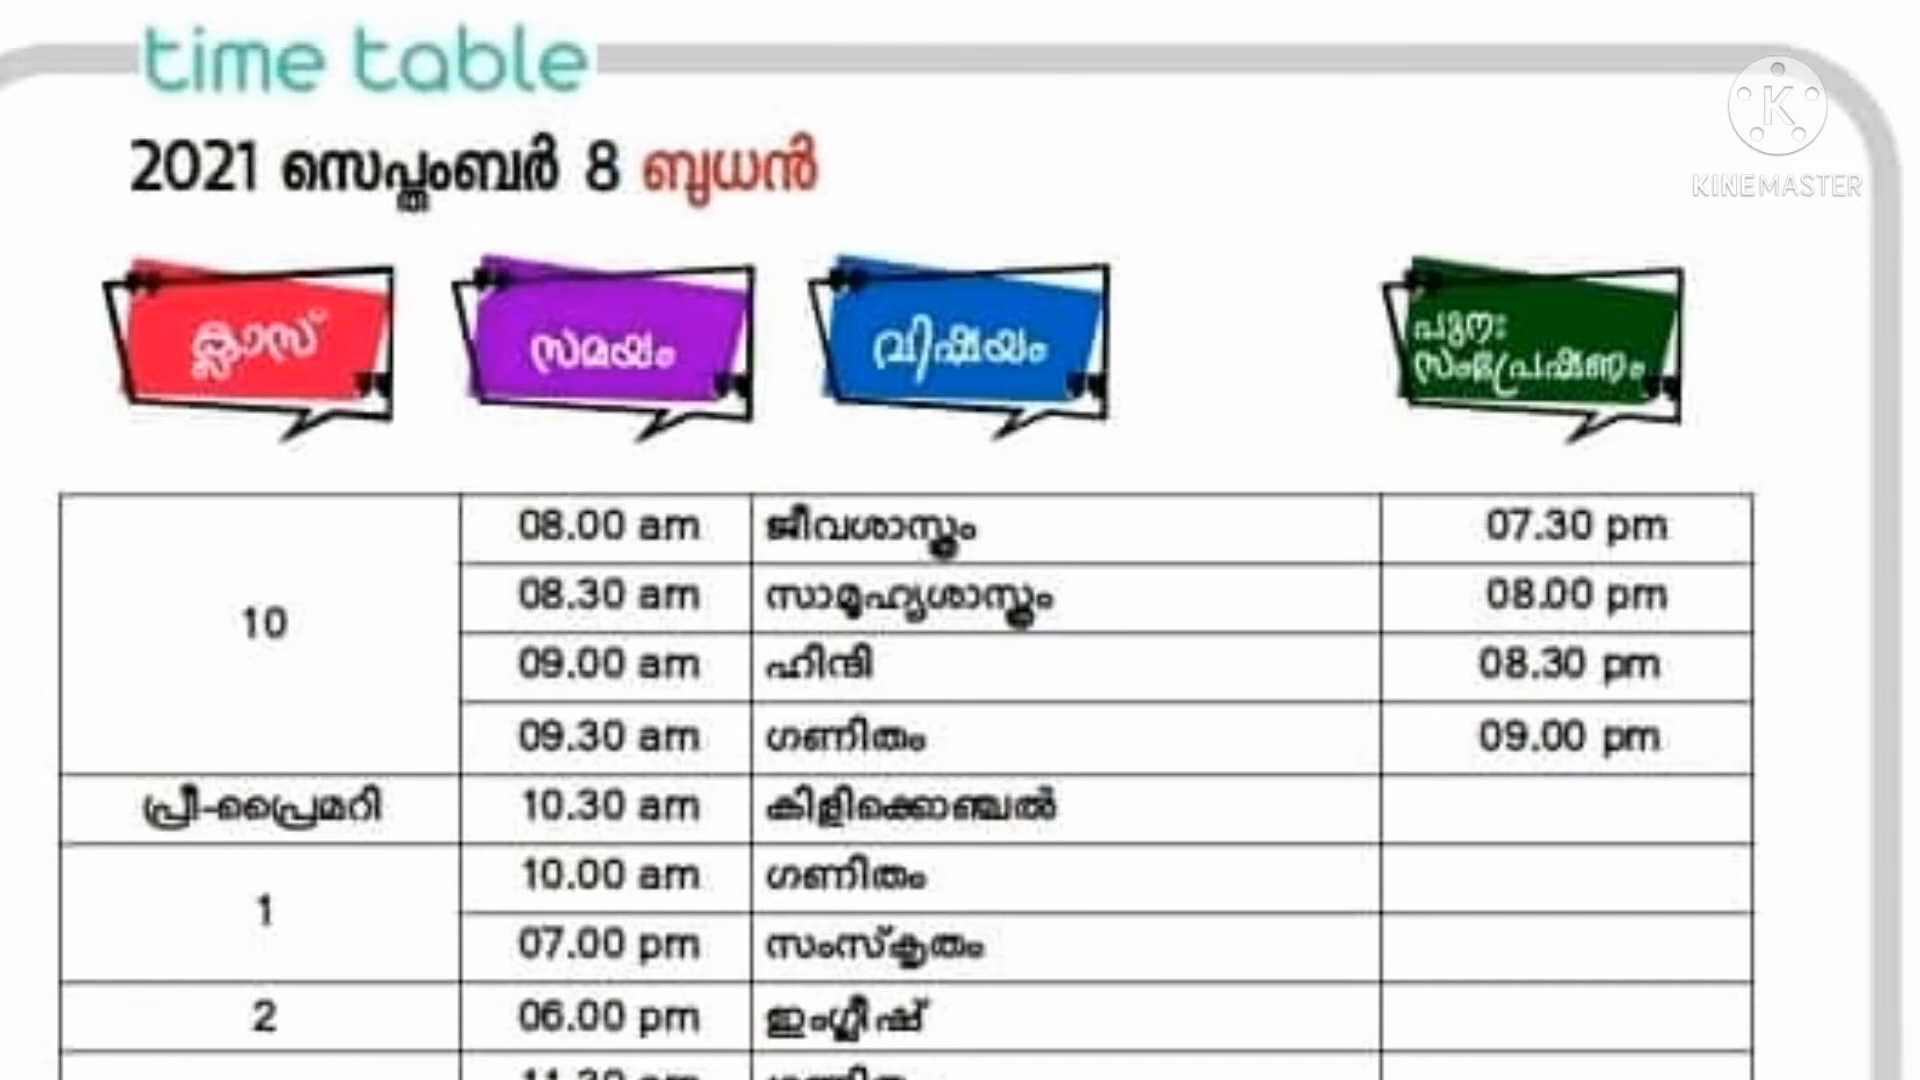 time table
2021 സെപ്തംബർ 8 ബുധൻ
KINEMASTER
ക്ലാസ് സമയം വിഷയം പുനഃ
സംപ്രേഷണം
10 08.00 am ജീവശാസ്ത്രം 07.30 pm
08.30 am സാമൂഹ്യശാസ്ത്രം 08.00 pm
09.00 am ഹിന്ദി 08.30 pm
09.30 am ഗണിതം 09.00 pm
പ്രീ-പ്രൈമറി 10.30 am കിളിക്കൊഞ്ചൽ
1 10.00 am ഗണിതം
07.00 pm സംസ്കൃതം
2 06.00 pm ഇംഗ്ലീഷ്